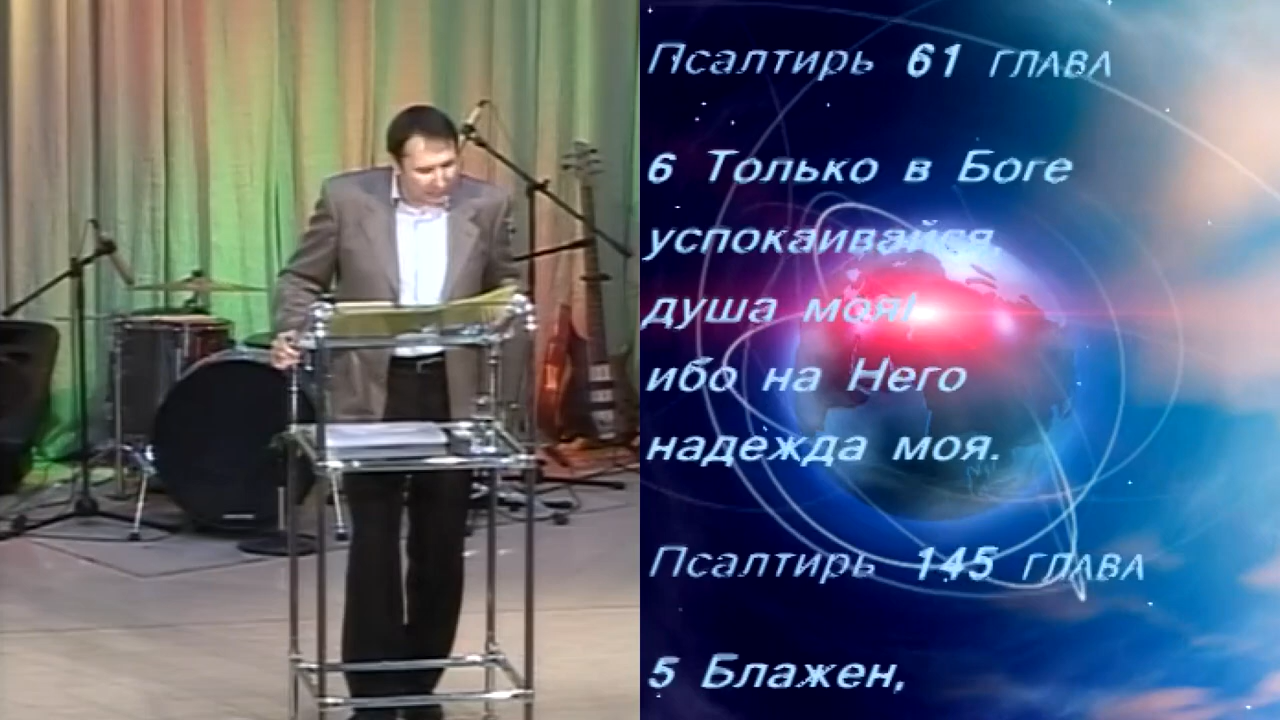 Псалтирь 61 ГЛАВА
6 Только в Боге
успокаивайся,
душа моя!
ибо на Него
надежда моя.
Псалтирь 145 ГЛАВА
5 Блажен,